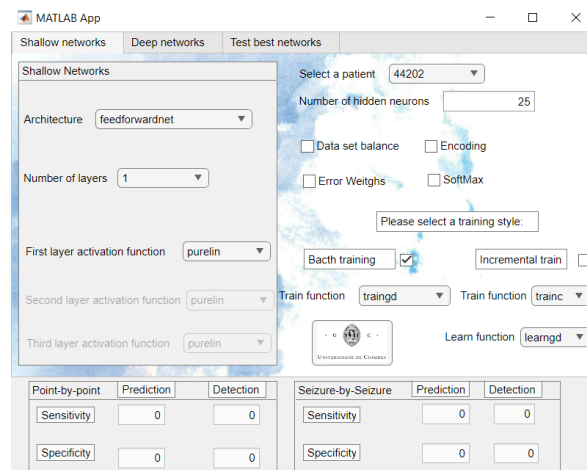 MATLAB App
Shallow networks Deep networks Test best networks
Shallow Networks
Architecture feedforwardnet
Number of layers 1
First layer activation function purelin
Second layer activation function purelin
Third layer activation function purelin
Select a patient 44202
Number of hidden neurons 25
Data set balance Encoding
Error Weitghs SoftMax
Please select a training style:
Bacth training Incremental train
Train function traingd Train function trainc
· U C ·
UNIVERSIDADE DE COIMBRA
Learn function learngd
Point-by-point Prediction Detection
Sensitivity 0 0
Specificity 0 0
Seizure-by-Seizure Prediction Detection
Sensitivity 0 0
Specificity 0 0